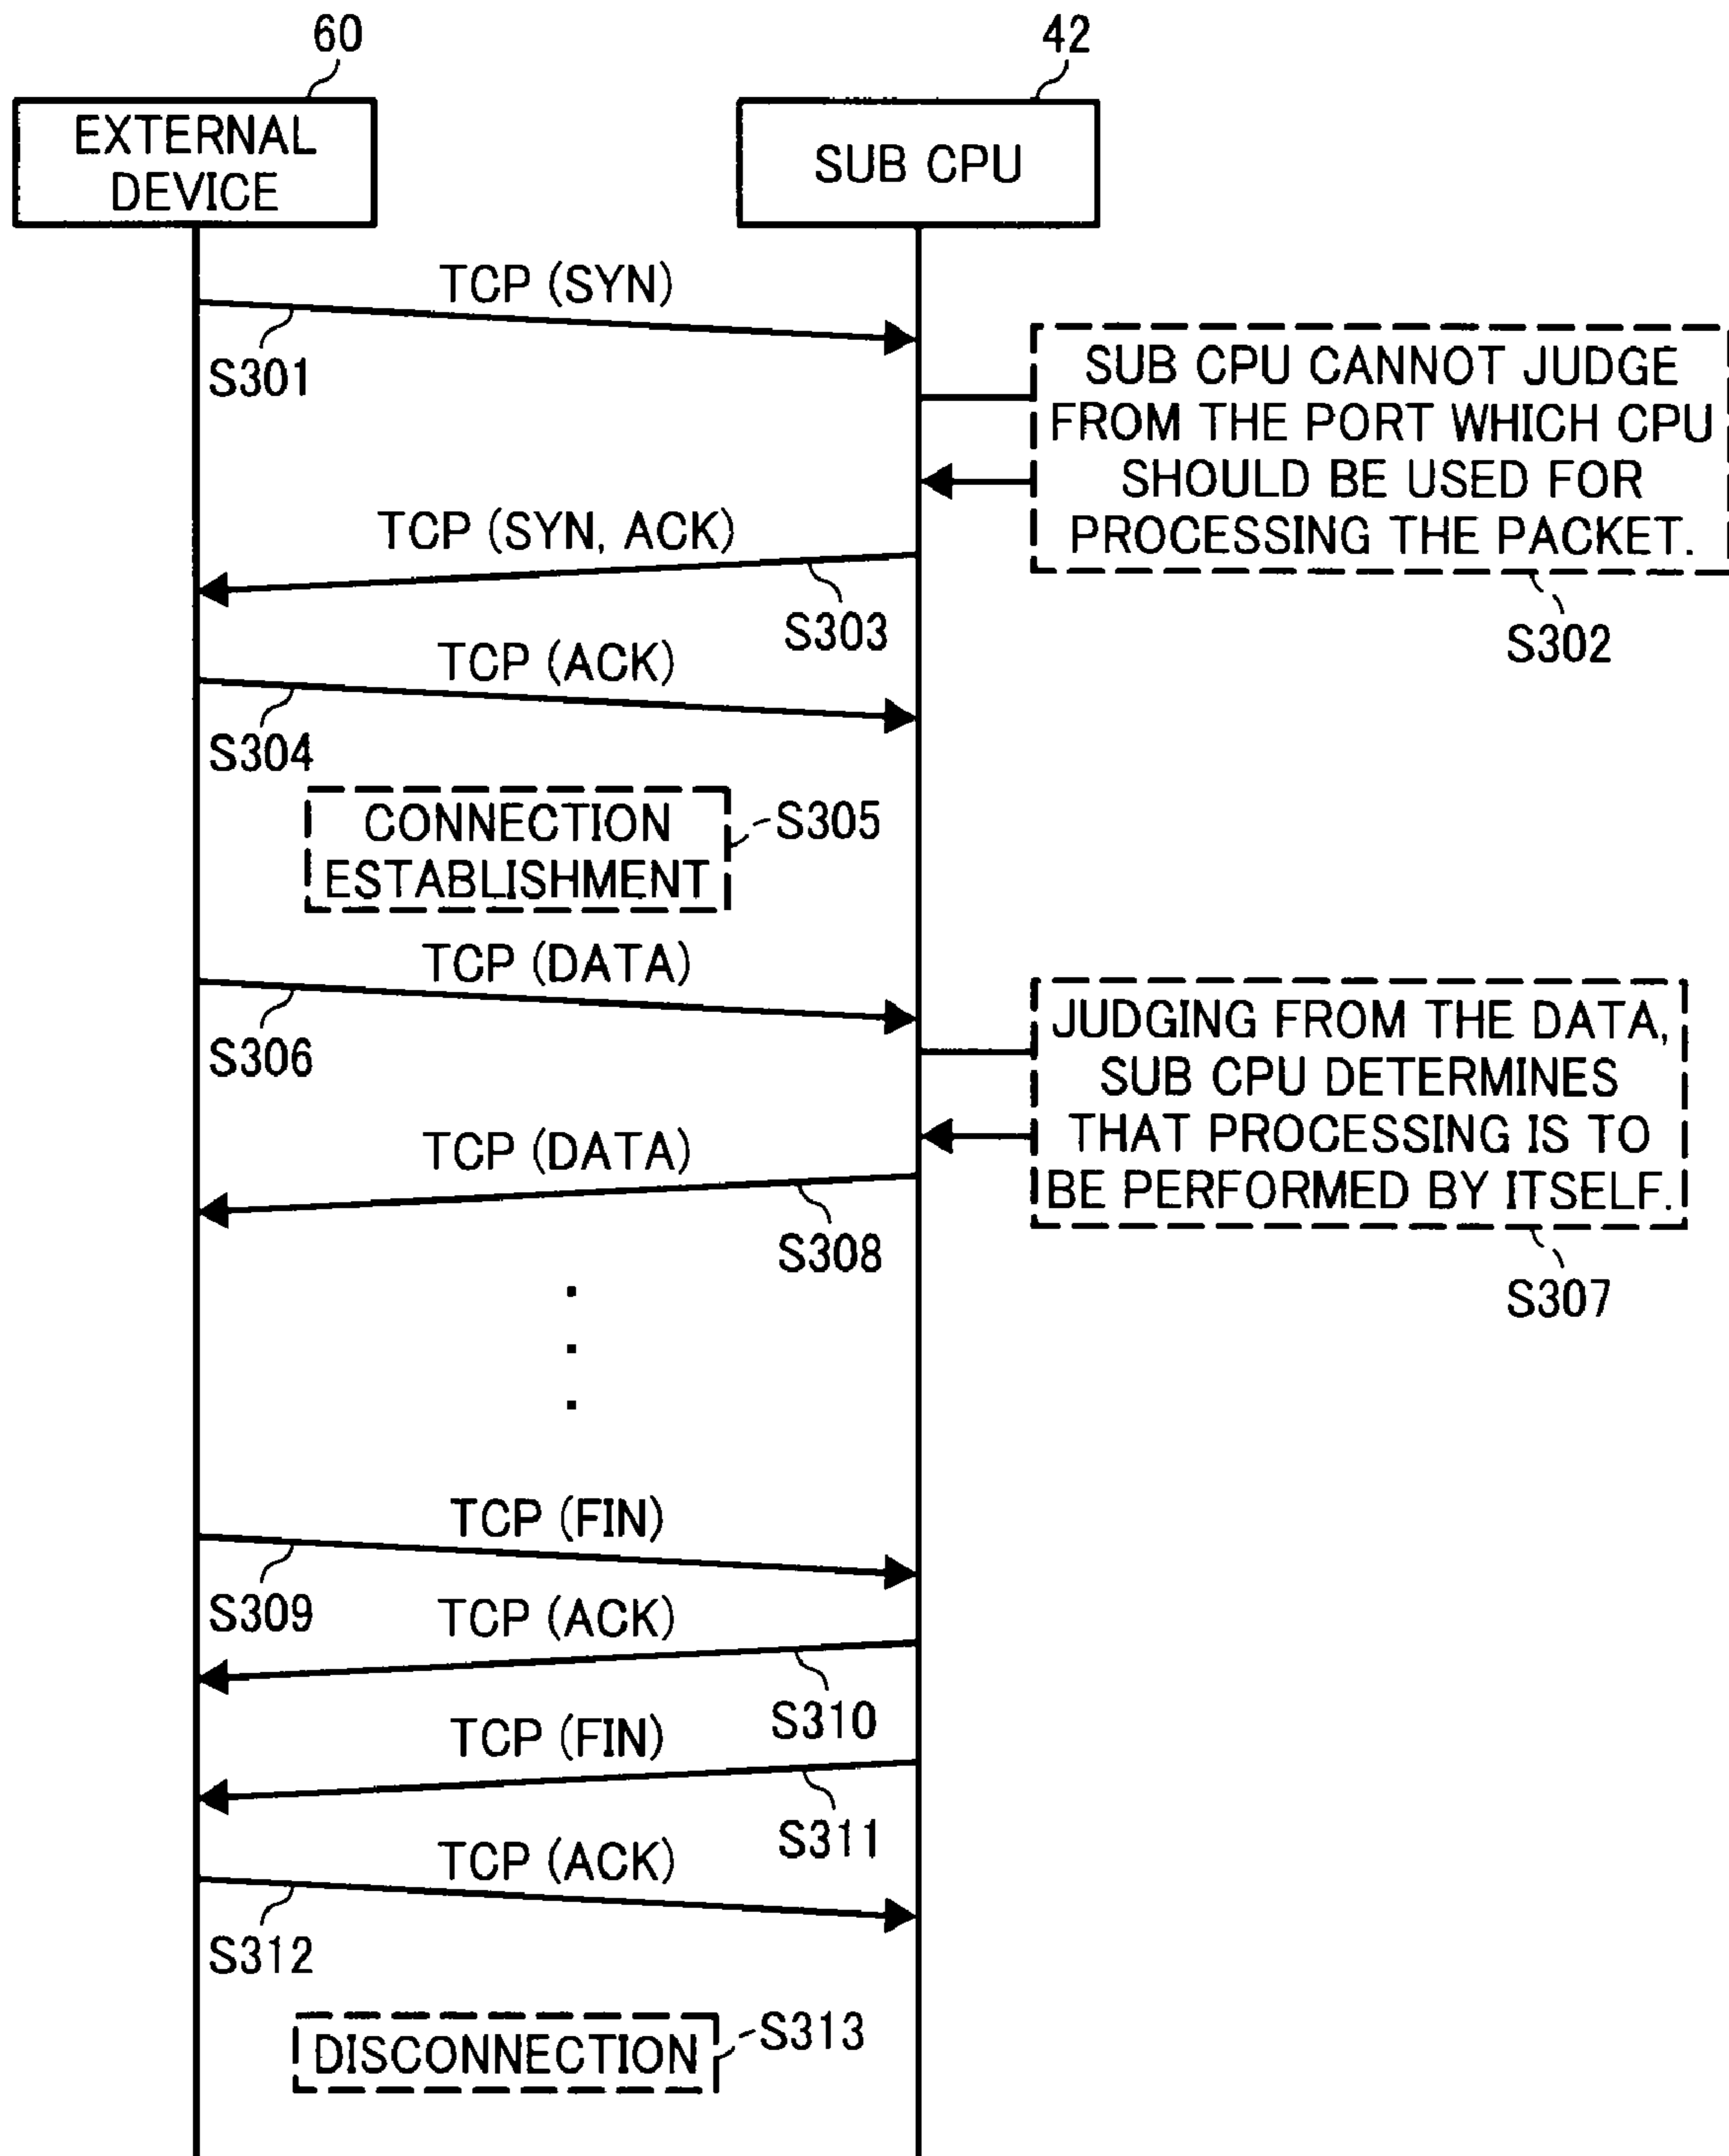 60
42
EXTERNAL
DEVICE
SUB CPU
TCP (SYN)
S301
SUB CPU CANNOT JUDGE
FROM THE PORT WHICH CPU
SHOULD BE USED FOR
PROCESSING THE PACKET.
S302
TCP (SYN, ACK)
S303
TCP (ACK)
S304
CONNECTION
ESTABLISHMENT
S305
TCP (DATA)
S306
JUDGING FROM THE DATA,
SUB CPU DETERMINES
THAT PROCESSING IS TO
BE PERFORMED BY ITSELF.
S307
TCP (DATA)
S308
TCP (FIN)
S309
TCP (ACK)
S310
TCP (FIN)
S311
TCP (ACK)
S312
DISCONNECTION
S313